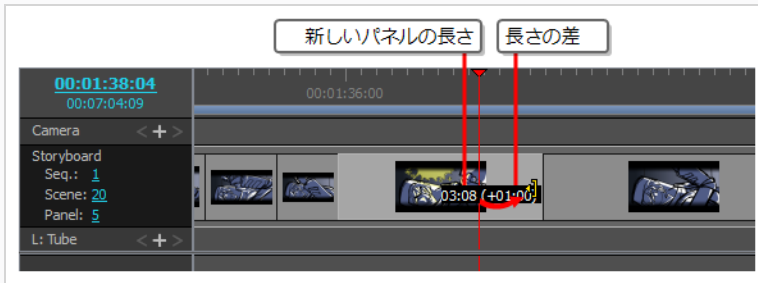 新しいパネルの長さ
長さの差
00:01:38:04
00:07:04:09
00:01:36:00
Camera < + >
Storyboard
Seq.: 1
Scene: 20
Panel: 5
03:08 (+01:00)
L: Tube < + >